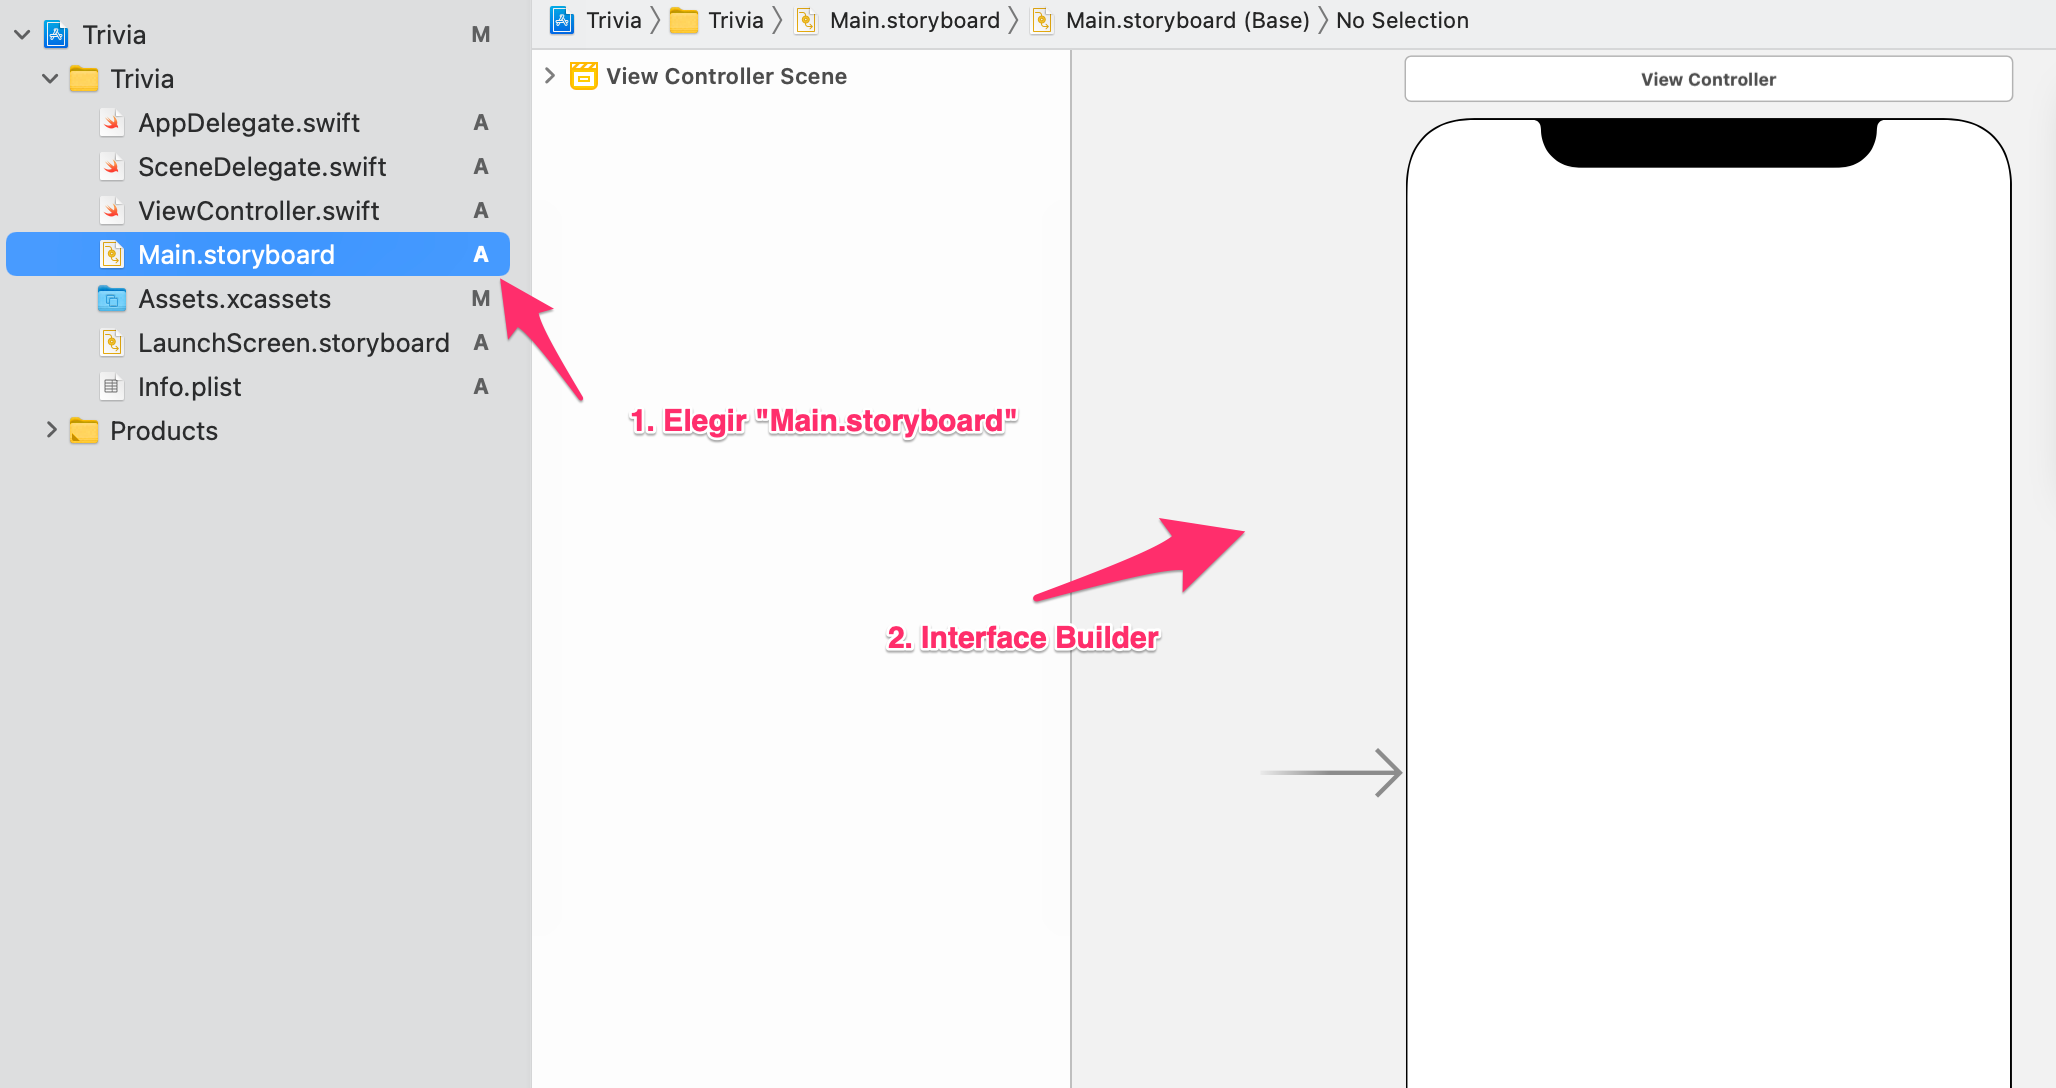 Trivia M
Trivia
AppDelegate.swift A
SceneDelegate.swift A
ViewController.swift A
Main.storyboard A
Assets.xcassets M
LaunchScreen.storyboard A
Info.plist A
Products
Trivia Trivia Main.storyboard Main.storyboard (Base) No Selection
View Controller Scene
View Controller
1. Elegir "Main.storyboard"
2. Interface Builder